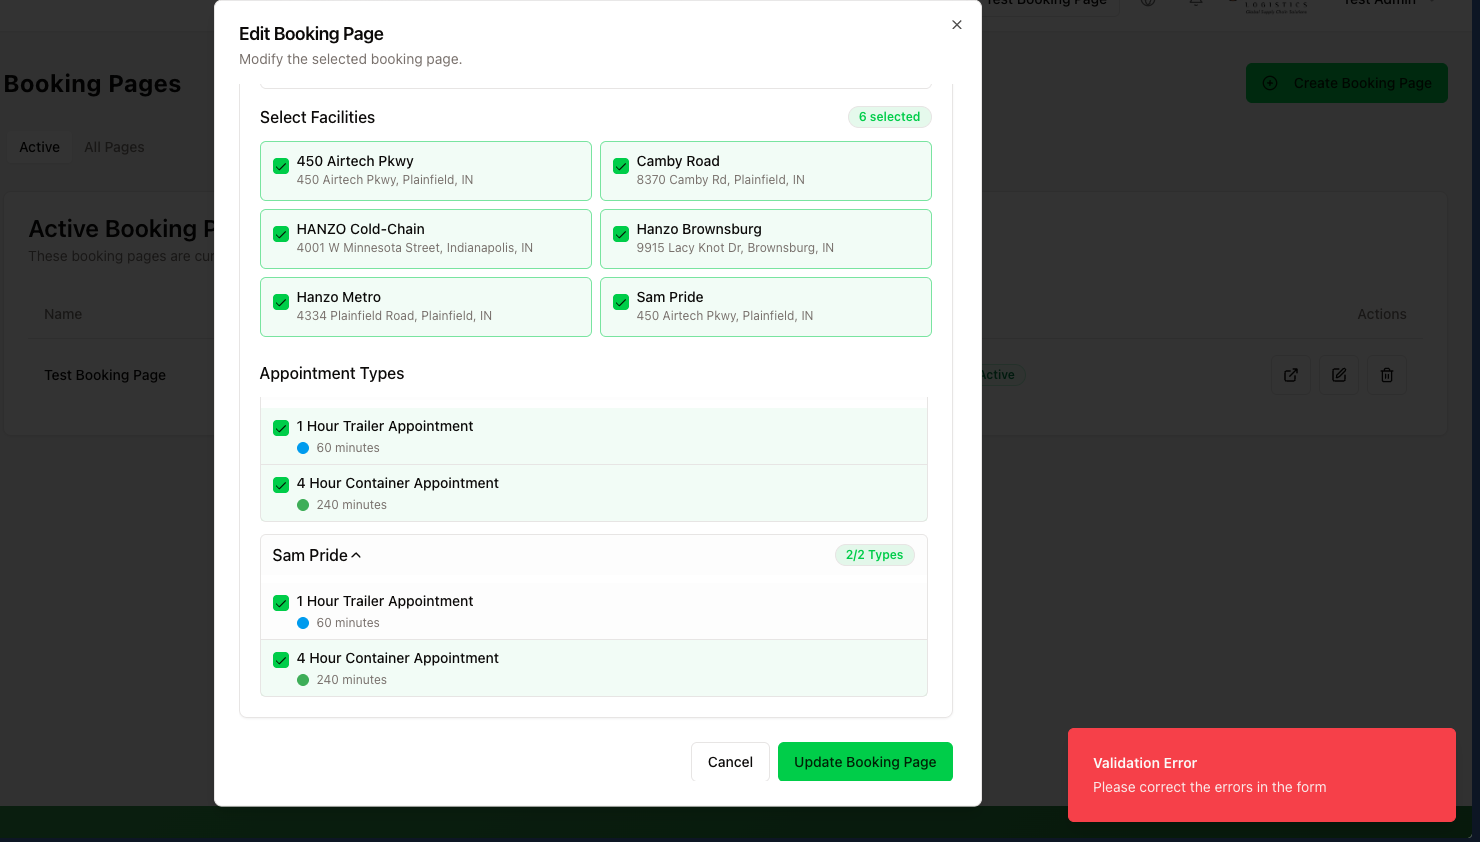 Edit Booking Page
Modify the selected booking page.
Test Booking Page
LOGISTICS
Test Admin
Booking Pages
Create Booking Page
Active
All Pages
Select Facilities
6 selected
450 Airtech Pkwy
450 Airtech Pkwy, Plainfield, IN
Camby Road
8370 Camby Rd, Plainfield, IN
Active Booking P
These booking pages are cur
HANZO Cold-Chain
4001 W Minnesota Street, Indianapolis, IN
Hanzo Brownsburg
9915 Lacy Knot Dr, Brownsburg, IN
Name
Actions
Hanzo Metro
4334 Plainfield Road, Plainfield, IN
Sam Pride
450 Airtech Pkwy, Plainfield, IN
Test Booking Page
Active
Appointment Types
1 Hour Trailer Appointment
60 minutes
4 Hour Container Appointment
240 minutes
Sam Pride
2/2 Types
1 Hour Trailer Appointment
60 minutes
4 Hour Container Appointment
240 minutes
Cancel
Update Booking Page
Validation Error
Please correct the errors in the form